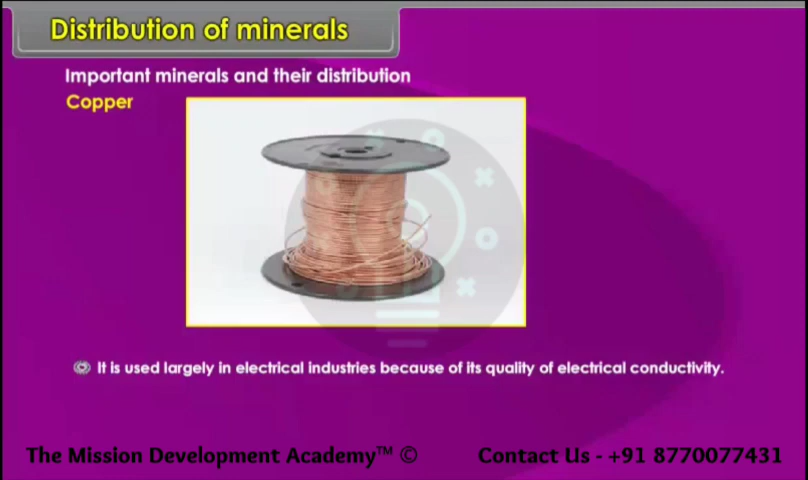 Distribution of minerals
Important minerals and their distribution
Copper
It is used largely in electrical industries because of its quality of electrical conductivity.
The Mission Development Academy™ © Contact Us - +91 8770077431